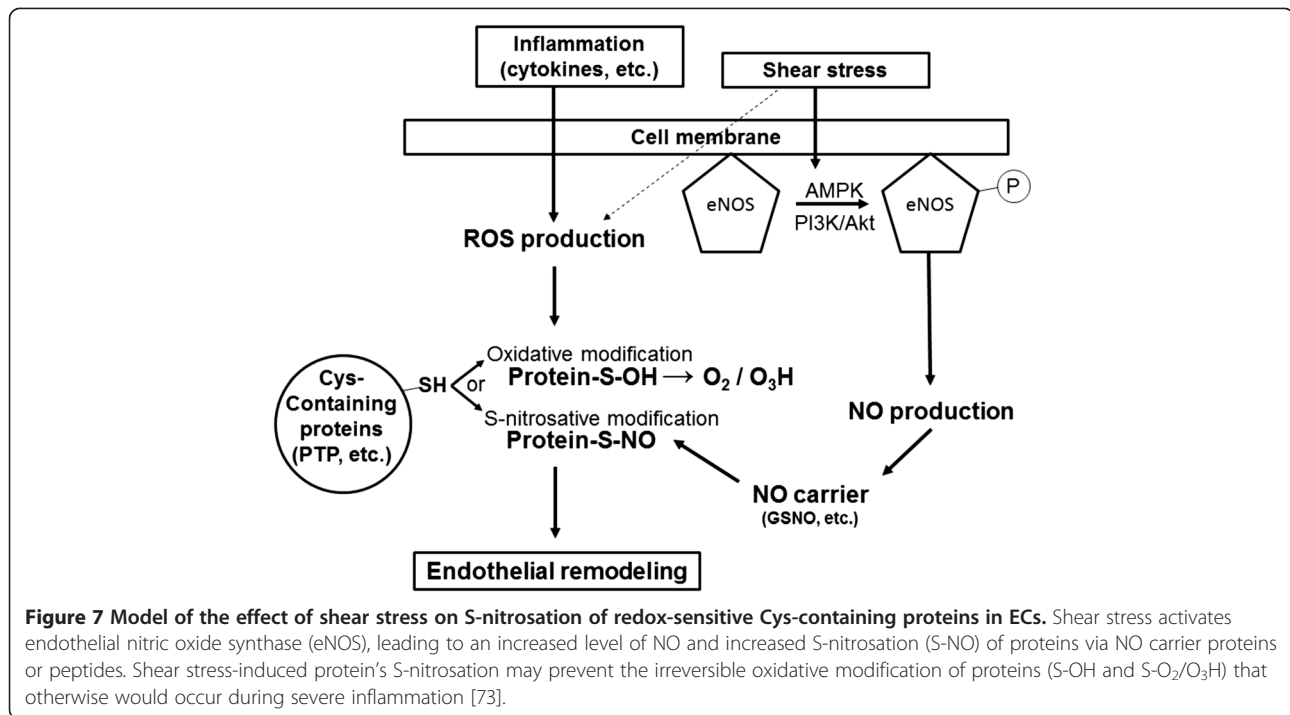 Inflammation
(cytokines, etc.)
Shear stress
Cell membrane
eNOS
AMPK
PI3K/Akt
eNOS
P
ROS production
Oxidative modification
Protein-S-OH → O₂ / O₃H
Cys-
Containing
proteins
(PTP, etc.)
SH
or
S-nitrosative modification
Protein-S-NO
NO production
NO carrier
(GSNO, etc.)
Endothelial remodeling
Figure 7 Model of the effect of shear stress on S-nitrosation of redox-sensitive Cys-containing proteins in ECs. Shear stress activates
endothelial nitric oxide synthase (eNOS), leading to an increased level of NO and increased S-nitrosation (S-NO) of proteins via NO carrier proteins
or peptides. Shear stress-induced protein's S-nitrosation may prevent the irreversible oxidative modification of proteins (S-OH and S-O₂/O₃H) that
otherwise would occur during severe inflammation [73].